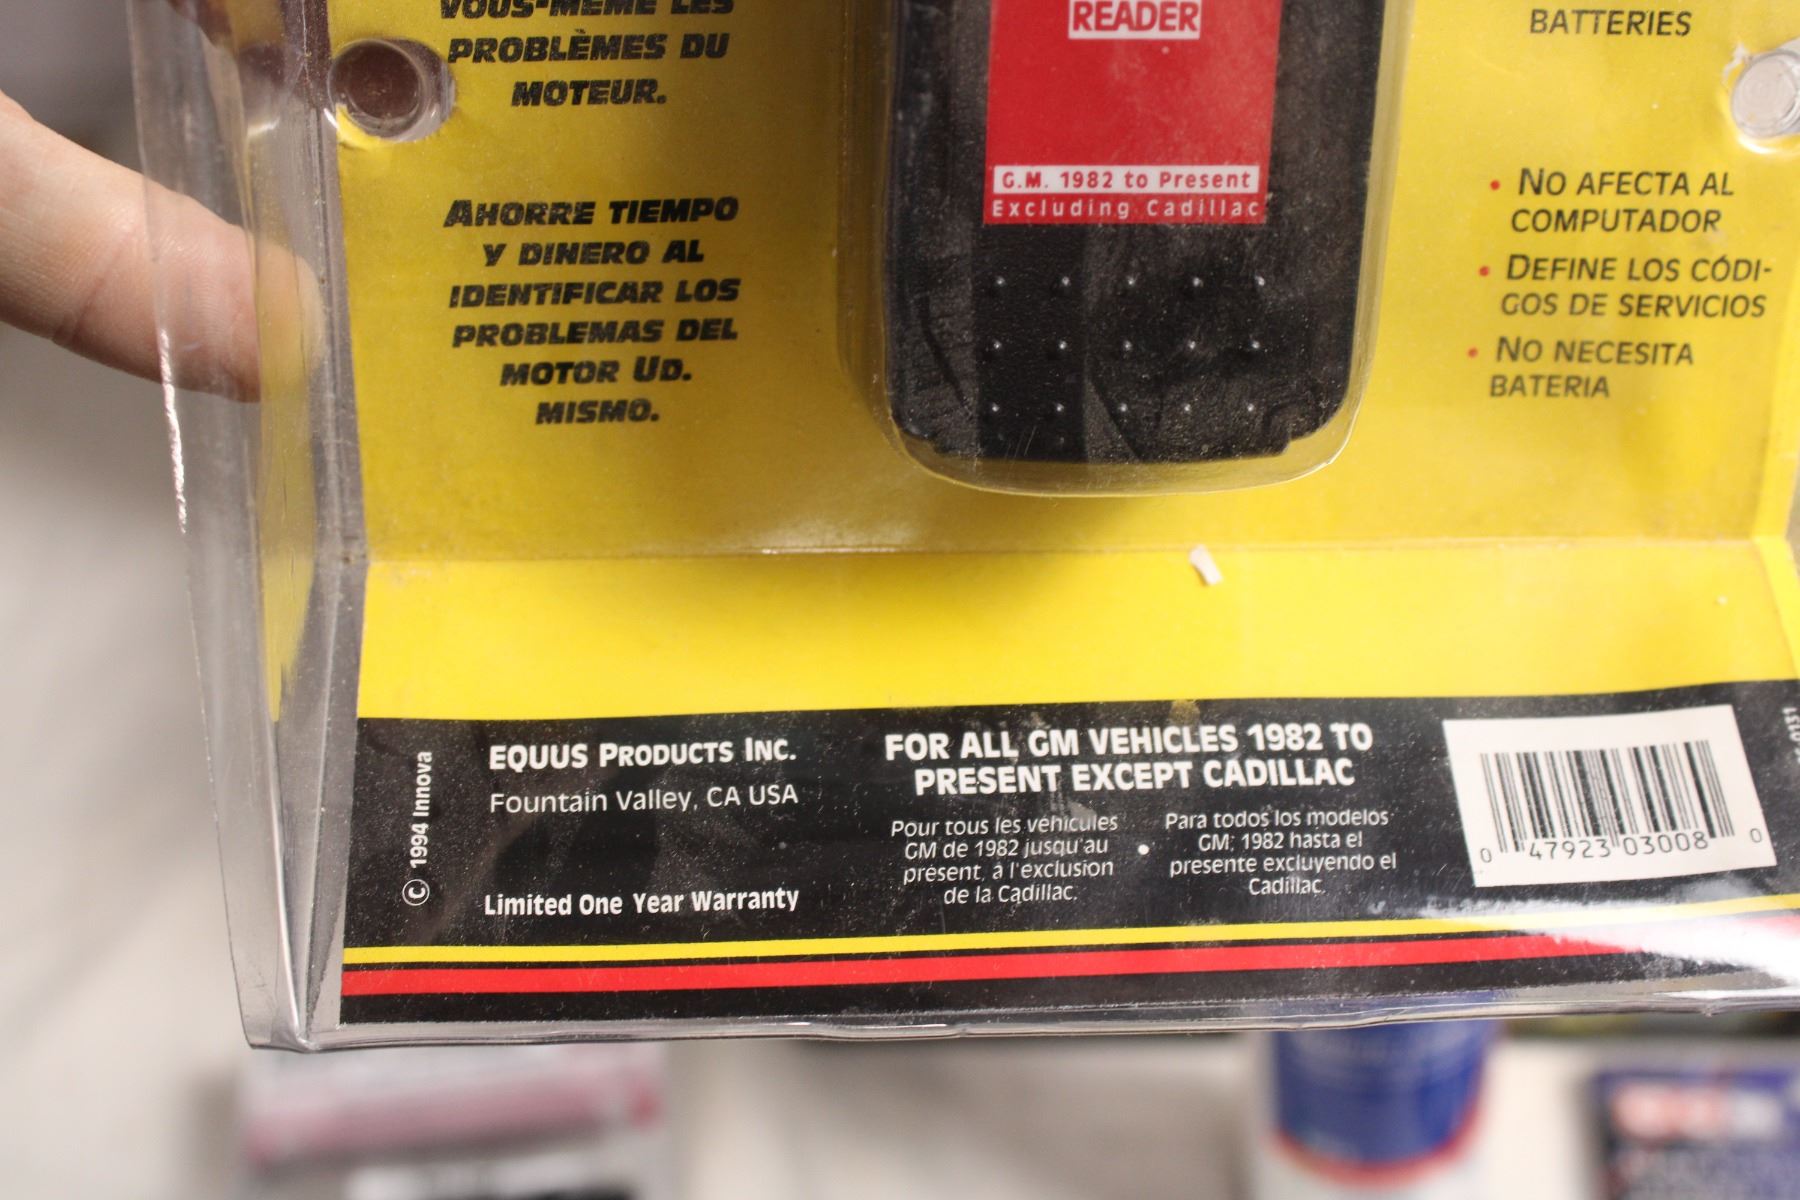 VOUS-MÊME LES
PROBLÈMES DU
MOTEUR.
AHORRE TIEMPO
Y DINERO AL
IDENTIFICAR LOS
PROBLEMAS DEL
MOTOR UD.
MISMO.
READER
G.M. 1982 to Present
Excluding Cadillac
BATTERIES
• NO AFECTA AL
COMPUTADOR
• DEFINE LOS CÓDI-
GOS DE SERVICIOS
• NO NECESITA
BATERIA
© 1994 Innova
EQUUS PRODUCTS INC.
Fountain Valley, CA USA
Limited One Year Warranty
FOR ALL GM VEHICLES 1982 TO
PRESENT EXCEPT CADILLAC
Pour tous les véhicules
GM de 1982 jusqu'au
présent, à l'exclusion
de la Cadillac.
•
Para todos los modelos
GM; 1982 hasta el
presente excluyendo el
Cadillac.
0 47923 03008 0